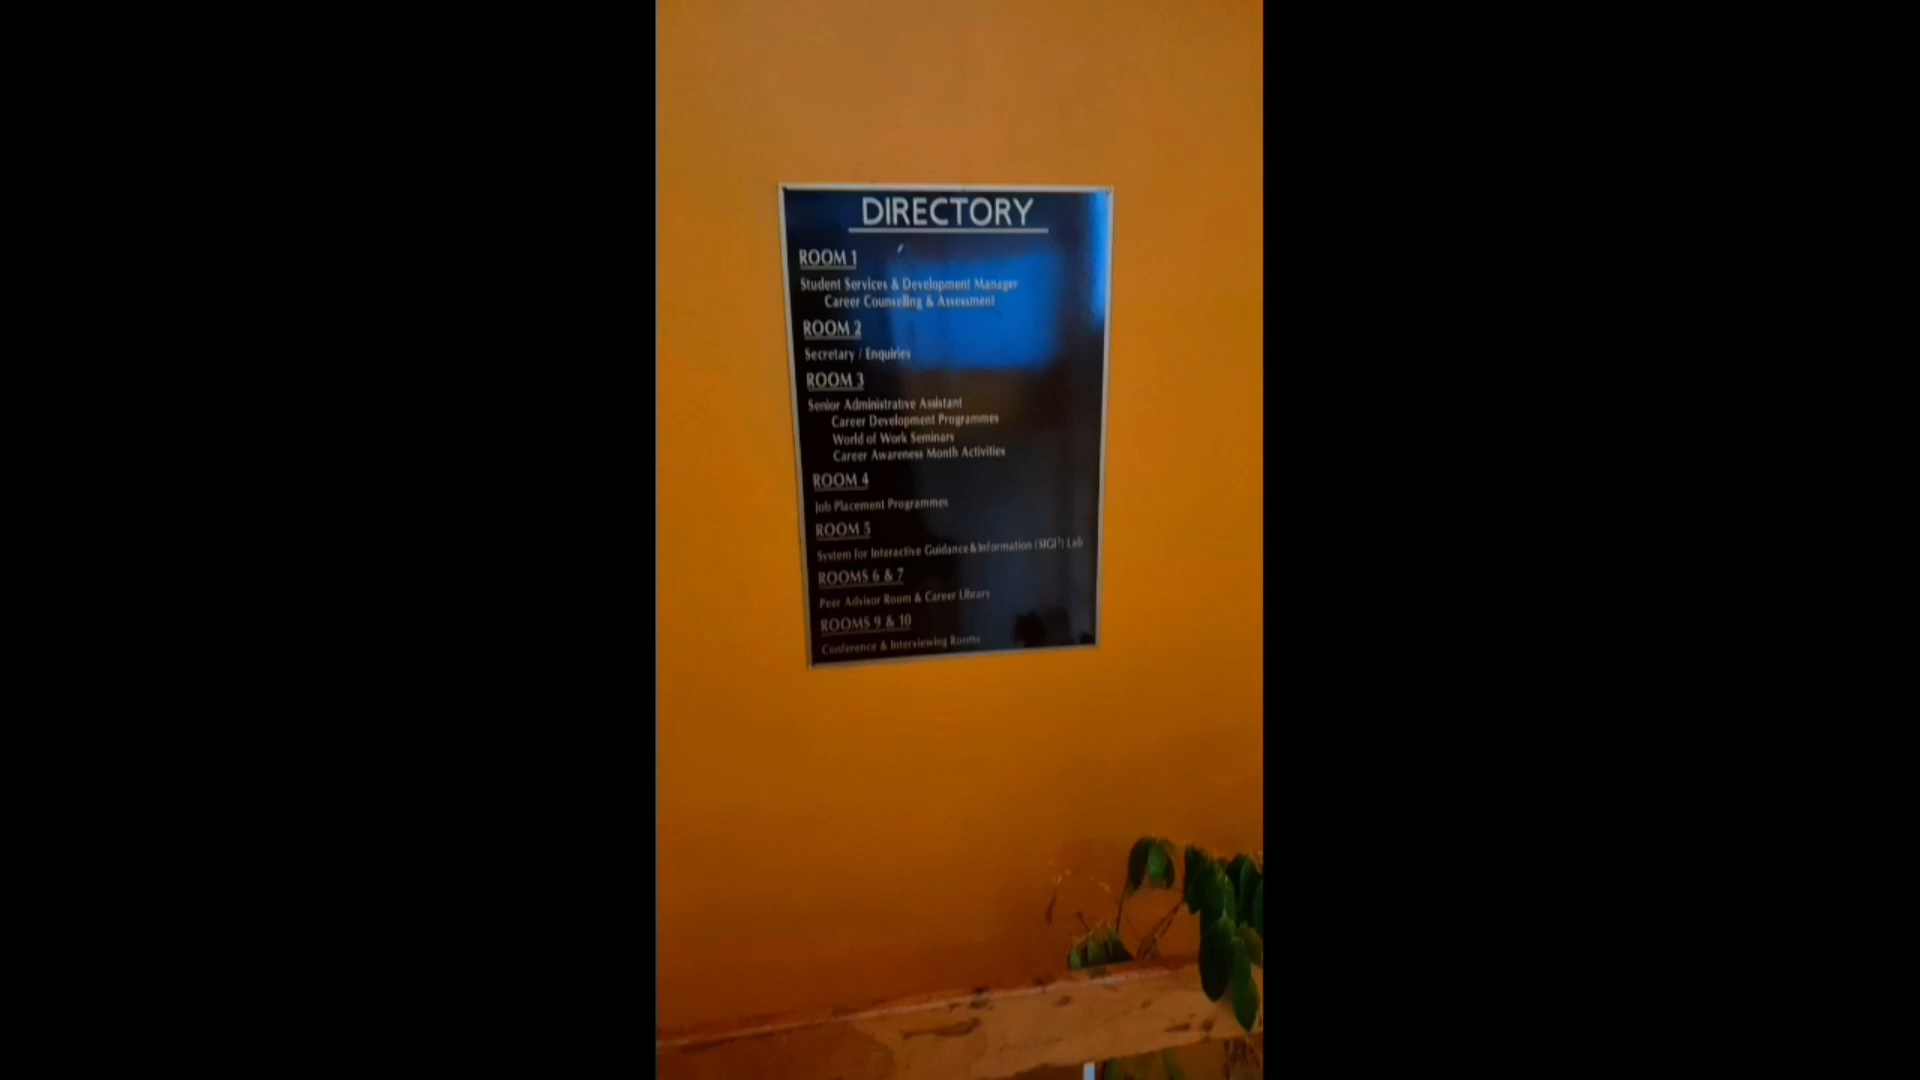 DIRECTORY
ROOM 1
Student Services & Development Manager
Career Counselling & Assessment
ROOM 2
Secretary / Enquiries
ROOM 3
Senior Administrative Assistant
Career Development Programmes
World of Work Seminars
Career Awareness Month Activities
ROOM 4
Job Placement Programmes
ROOM 5
System for Interactive Guidance & Information (SIGI³) Lab
ROOMS 6 & 7
Peer Advisor Room & Career Library
ROOMS 9 & 10
Conference & Interviewing Rooms